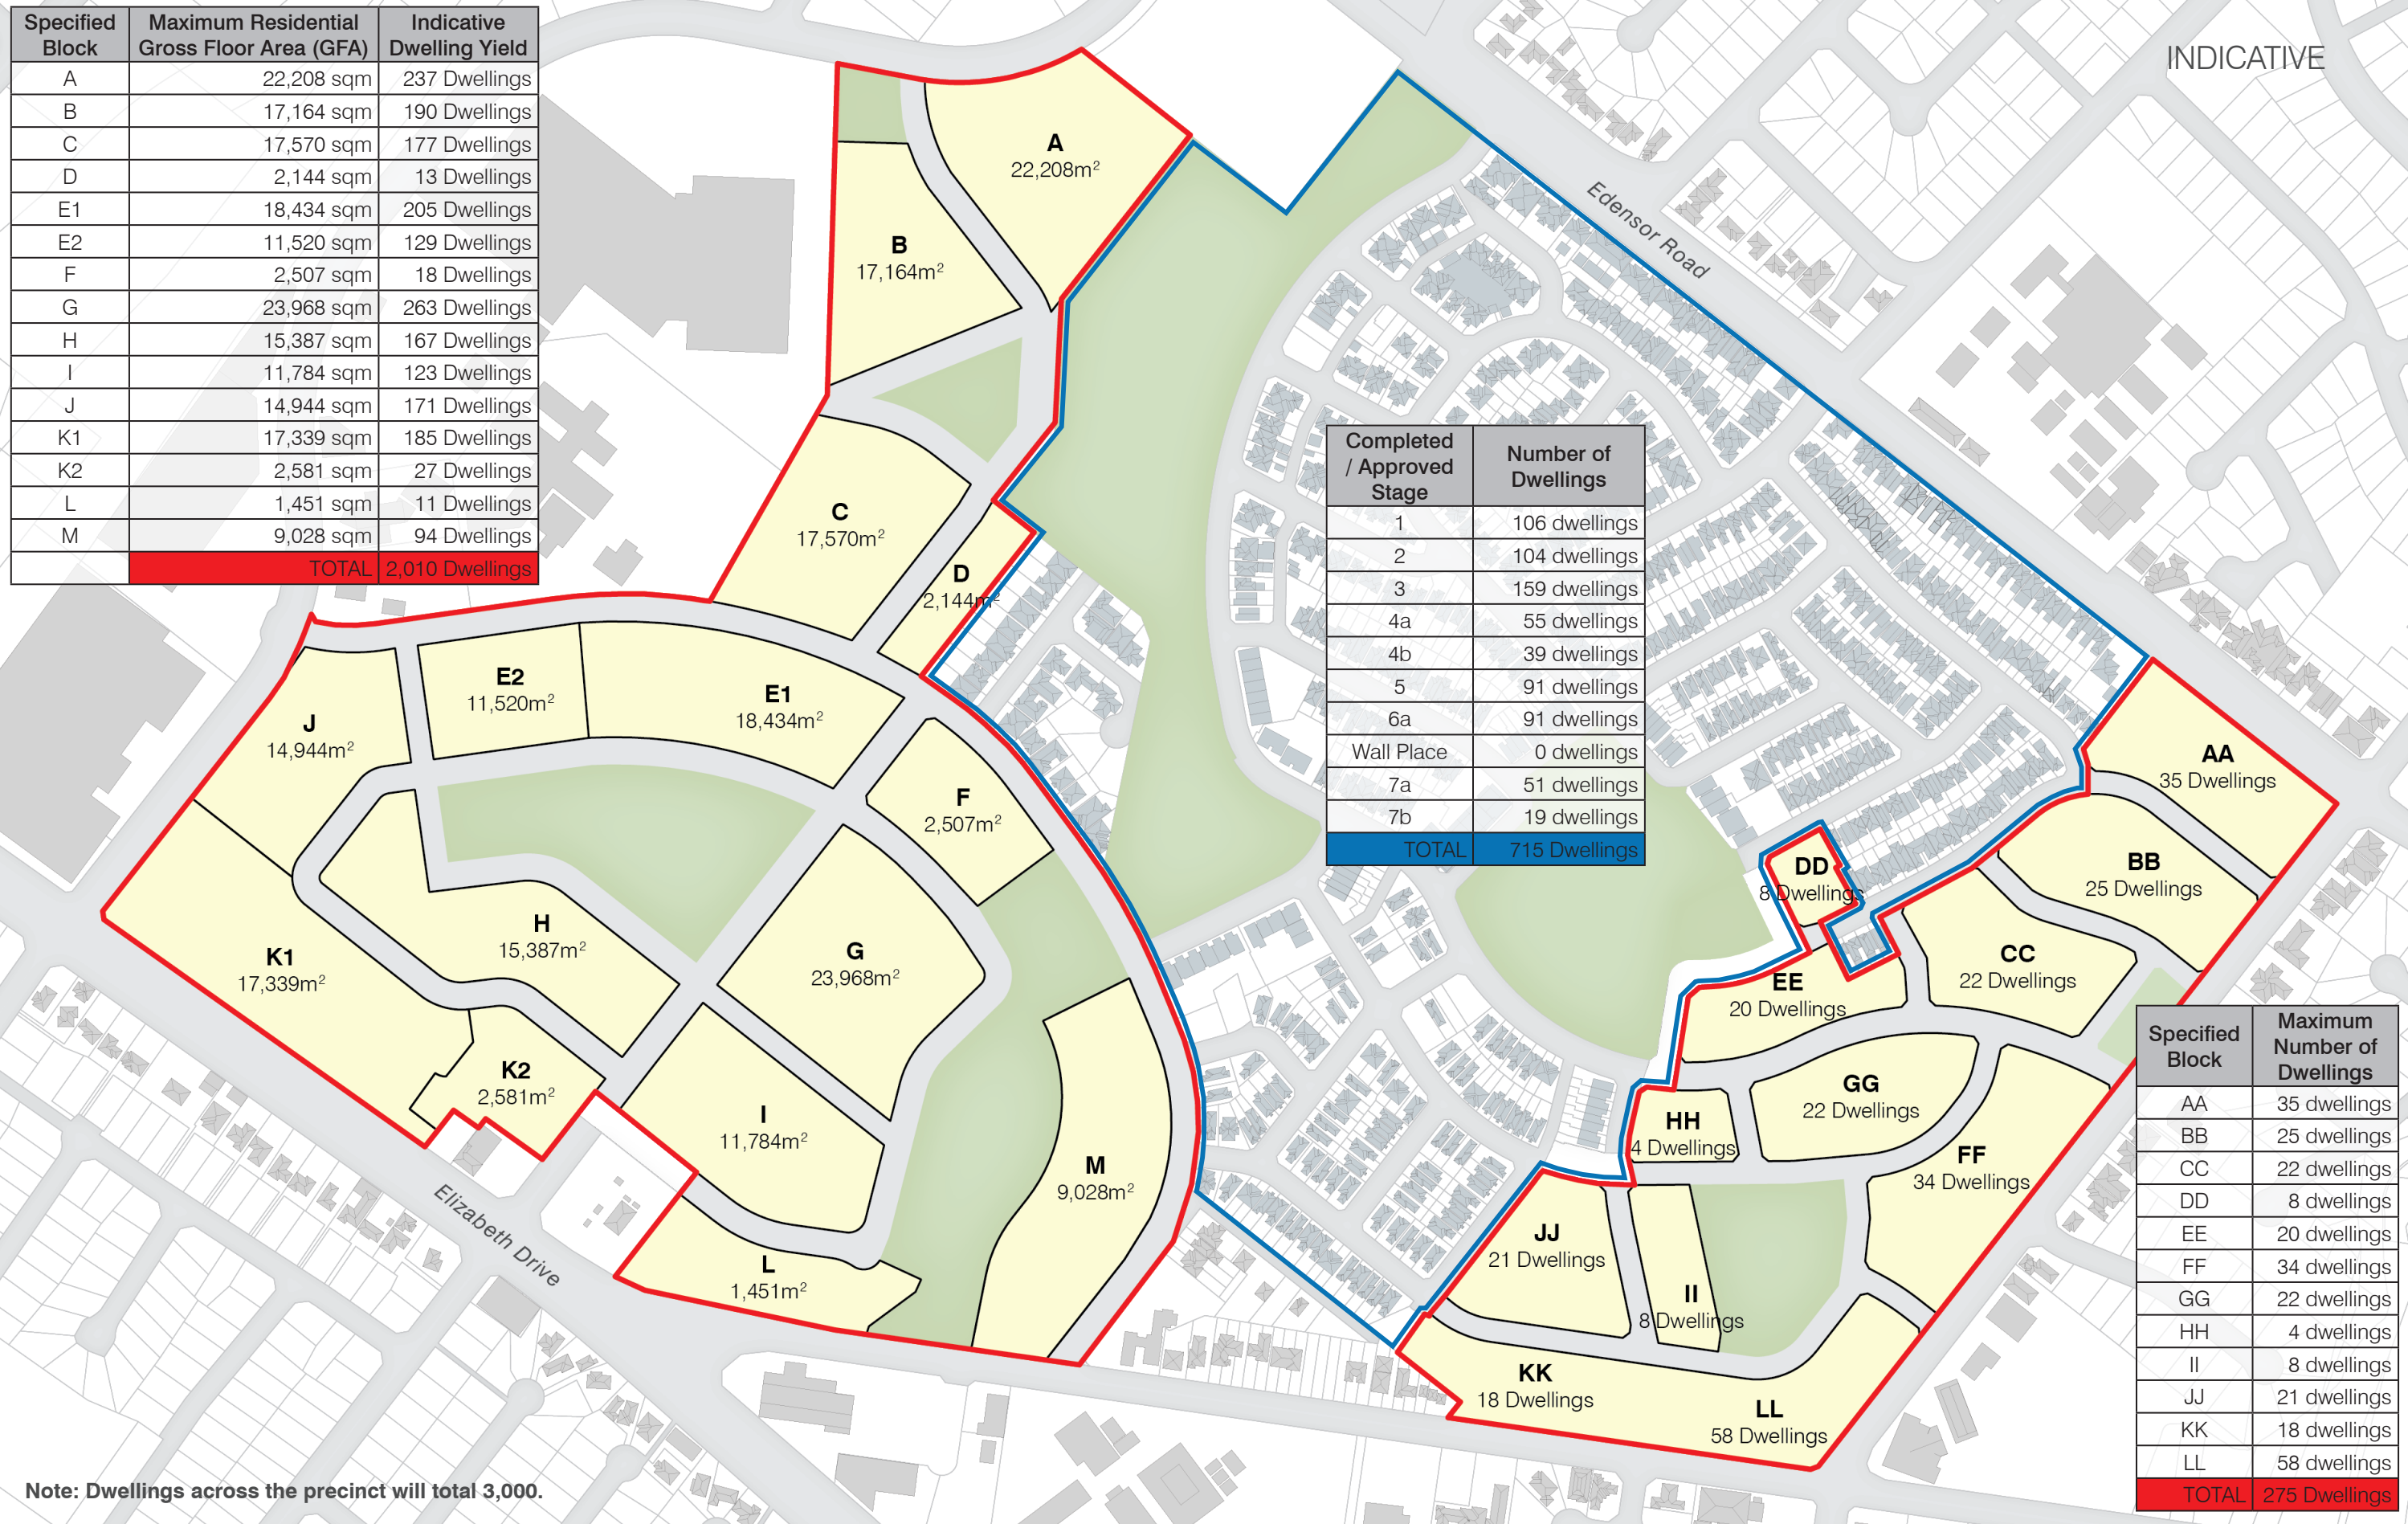 Specified Block
Maximum Residential Gross Floor Area (GFA)
Indicative Dwelling Yield
A 22,208 sqm 237 Dwellings
B 17,164 sqm 190 Dwellings
C 17,570 sqm 177 Dwellings
D 2,144 sqm 13 Dwellings
E1 18,434 sqm 205 Dwellings
E2 11,520 sqm 129 Dwellings
F 2,507 sqm 18 Dwellings
G 23,968 sqm 263 Dwellings
H 15,387 sqm 167 Dwellings
I 11,784 sqm 123 Dwellings
J 14,944 sqm 171 Dwellings
K1 17,339 sqm 185 Dwellings
K2 2,581 sqm 27 Dwellings
L 1,451 sqm 11 Dwellings
M 9,028 sqm 94 Dwellings
TOTAL 2,010 Dwellings
INDICATIVE
A
22,208m²
B
17,164m²
Edensor Road
C
17,570m²
D
2,144m²
E2
11,520m²
E1
18,434m²
J
14,944m²
F
2,507m²
H
15,387m²
G
23,968m²
K1
17,339m²
K2
2,581m²
I
11,784m²
M
9,028m²
L
1,451m²
Elizabeth Drive
Completed / Approved Stage
Number of Dwellings
1 106 dwellings
2 104 dwellings
3 159 dwellings
4a 55 dwellings
4b 39 dwellings
5 91 dwellings
6a 91 dwellings
Wall Place 0 dwellings
7a 51 dwellings
7b 19 dwellings
TOTAL 715 Dwellings
AA
35 Dwellings
BB
25 Dwellings
DD
8 Dwellings
CC
22 Dwellings
EE
20 Dwellings
GG
22 Dwellings
HH
4 Dwellings
FF
34 Dwellings
JJ
21 Dwellings
II
8 Dwellings
KK
18 Dwellings
LL
58 Dwellings
Specified Block
Maximum Number of Dwellings
AA 35 dwellings
BB 25 dwellings
CC 22 dwellings
DD 8 dwellings
EE 20 dwellings
FF 34 dwellings
GG 22 dwellings
HH 4 dwellings
II 8 dwellings
JJ 21 dwellings
KK 18 dwellings
LL 58 dwellings
TOTAL 275 Dwellings
Note: Dwellings across the precinct will total 3,000.